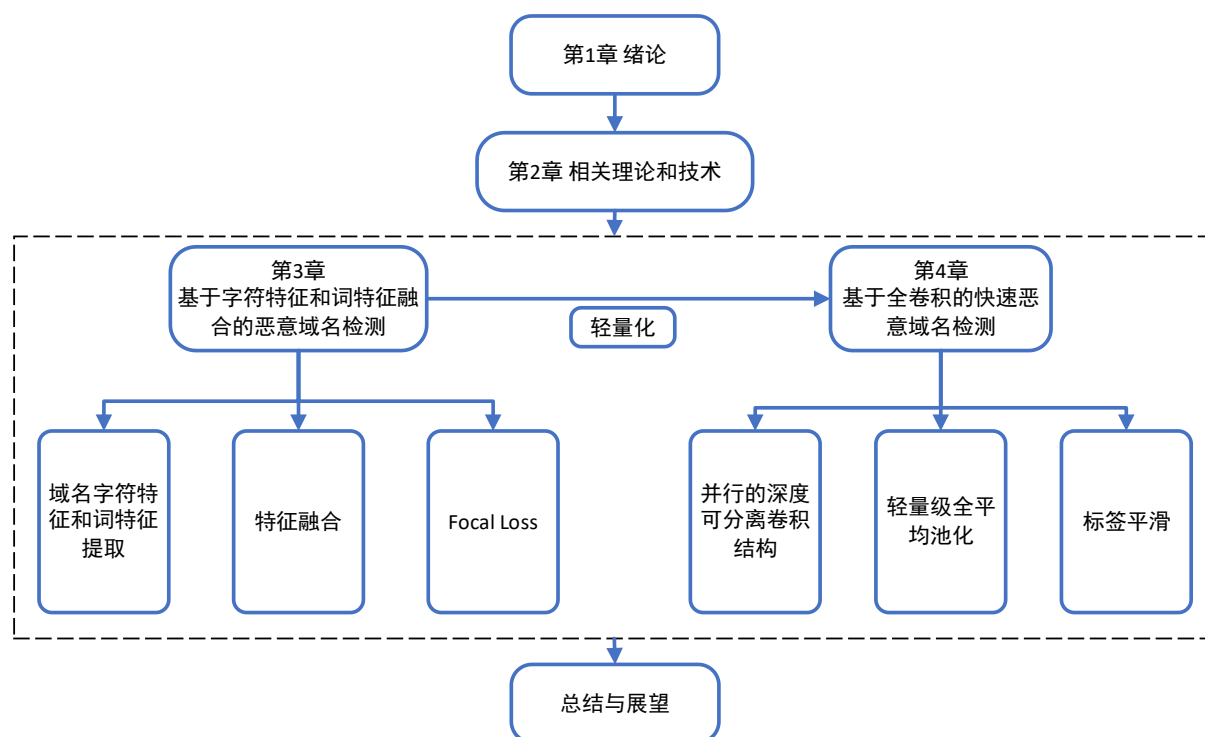 第1章 绪论
第2章 相关理论和技术
第3章
基于字符特征和词特征融
合的恶意域名检测
轻量化
第4章
基于全卷积的快速恶
意域名检测
域名字符特
征和词特征
提取
特征融合
Focal Loss
并行的深度
可分离卷积
结构
轻量级全平
均池化
标签平滑
总结与展望